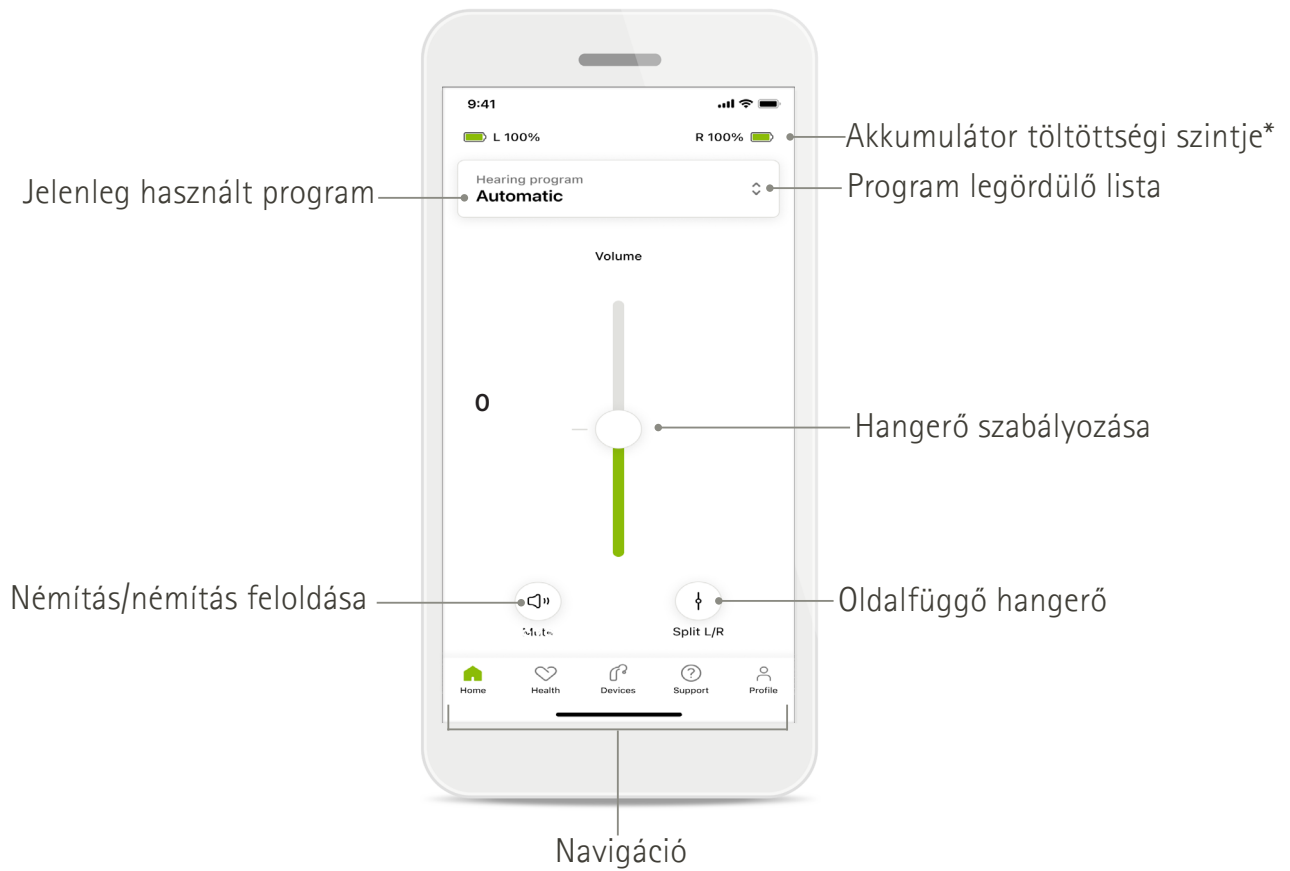 9:41
L 100%
R 100%
Akkumulátor töltöttségi szintje*
Jelenleg használt program
Hearing program
Automatic
Program legördülő lista
Volume
0
Hangerő szabályozása
Némítás/némítás feloldása
Oldalfüggő hangerő
Split L/R
Home
Health
Devices
Support
Profile
Navigáció